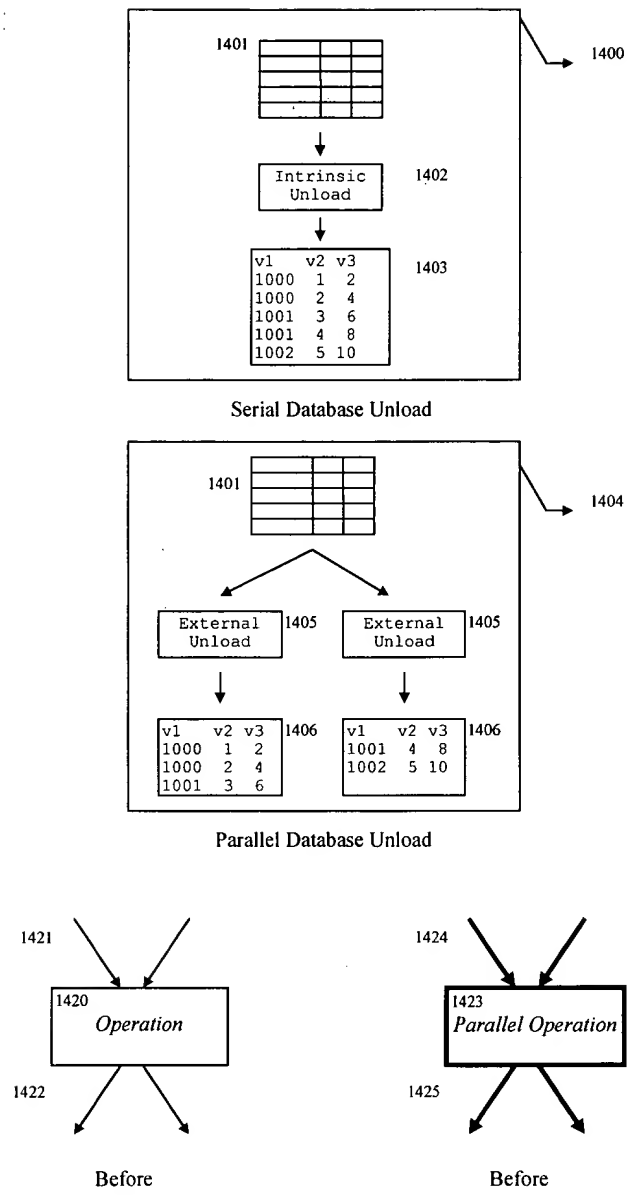 1401
1400
Intrinsic
Unload
1402
v1 v2 v3
1403
1000 1 2
1000 2 4
1001 3 6
1001 4 8
1002 5 10
Serial Database Unload
1401
1404
External
Unload
1405
External
Unload
1405
v1 v2 v3
1000 1 2
1000 2 4
1001 3 6
1406
v1 v2 v3
1001 4 8
1002 5 10
1406
Parallel Database Unload
1421
1420
Operation
1422
Before
1424
1423
Parallel Operation
1425
Before